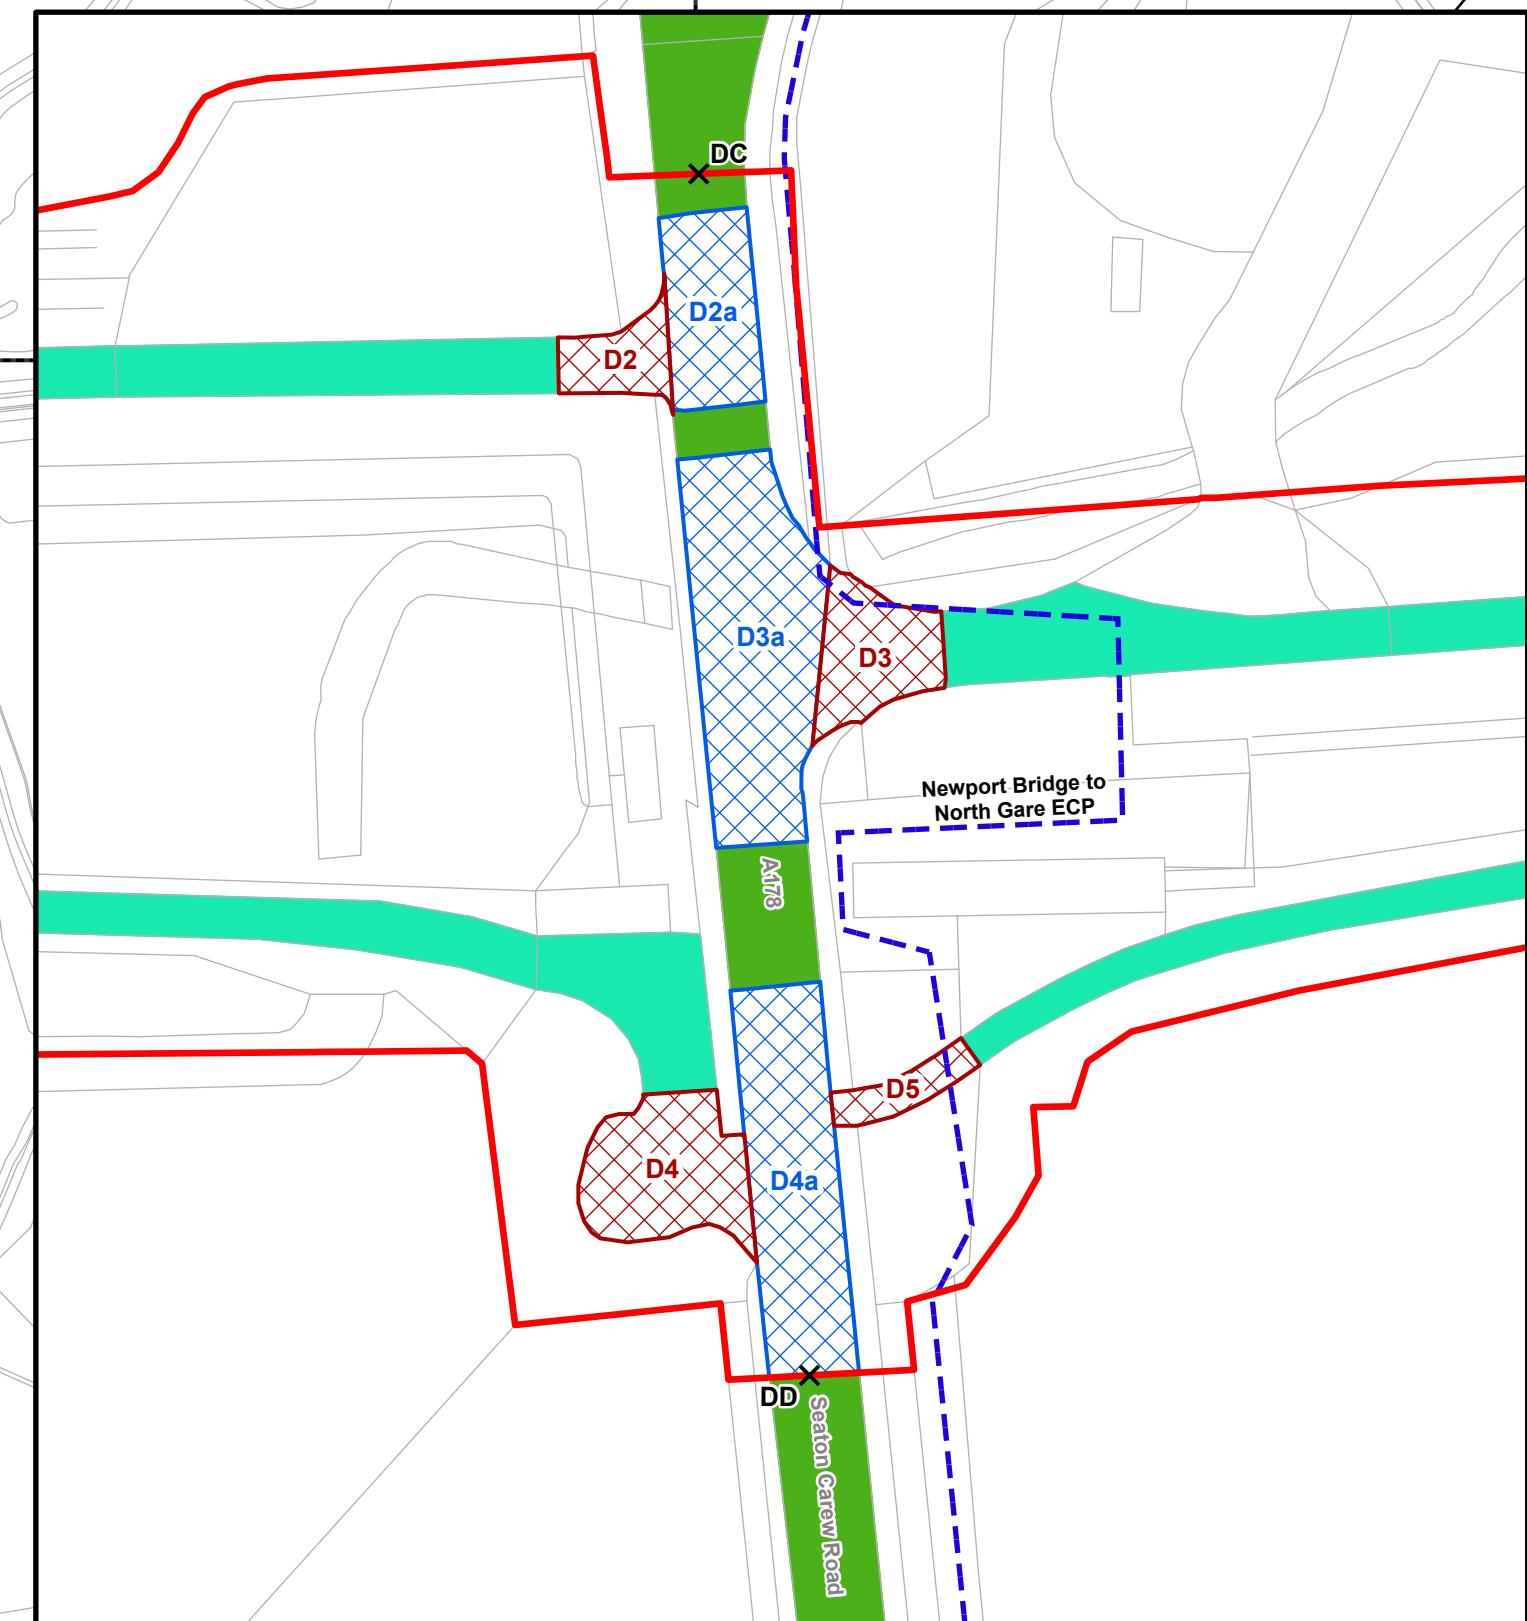 DC
D2a
D2
D3a
D3
Newport Bridge to
North Gare ECP
A178
D5
D4
D4a
DD
Seaton Carew Road